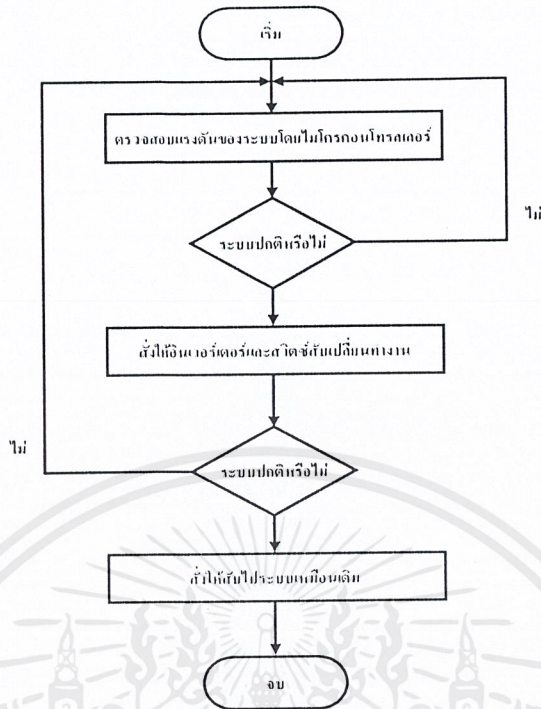 เริ่ม
ตรวจสอบแรงดันของระบบโดยไมโครคอนโทรลเลอร์
ไม่
ระบบปกติหรือไม่
สั่งให้อินเวอร์เตอร์และสวิตช์สับเปลี่ยนทำงาน
ไม่
ระบบปกติหรือไม่
สั่งให้สับไประบบเหมือนเดิม
จบ